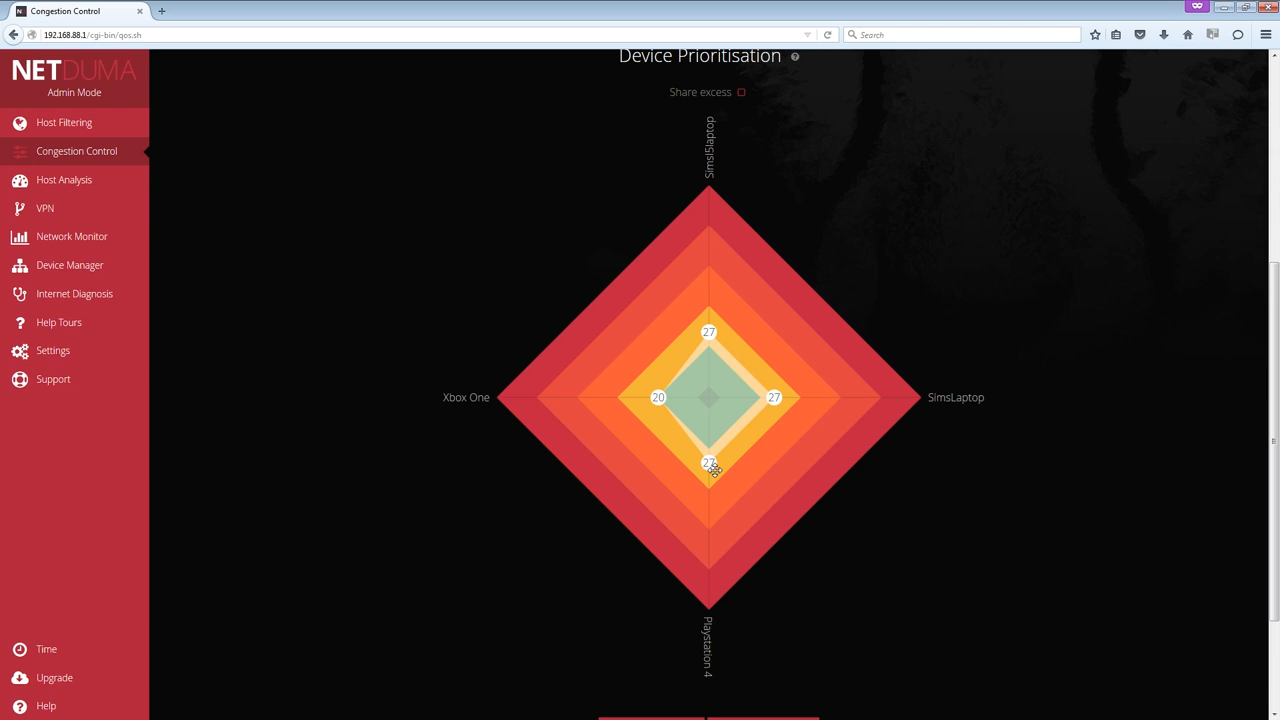 Congestion Control
192.168.88.1/cgi-bin/qos.sh
Search
NETDUMA
Admin Mode
Host Filtering
Congestion Control
Host Analysis
VPN
Network Monitor
Device Manager
Internet Diagnosis
Help Tours
Settings
Support
Time
Upgrade
Help
Device Prioritisation
Share excess
SimsISlaptop
27
Xbox One
20
27
SimsLaptop
27
Playstation 4